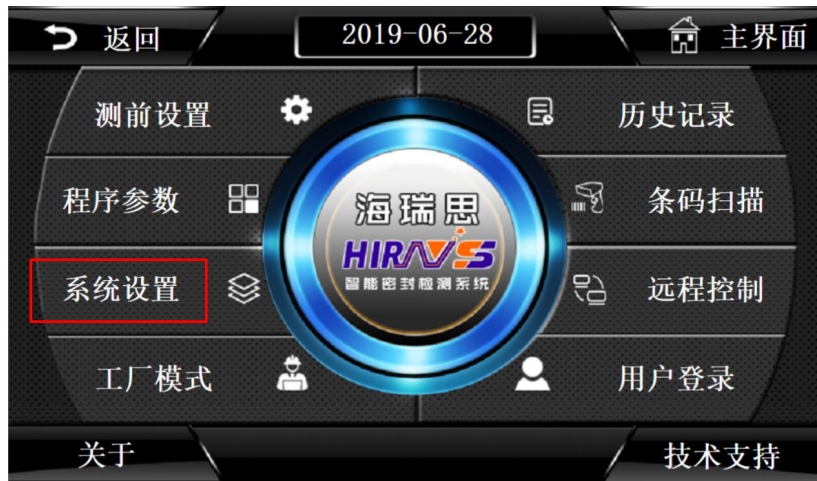 返回
2019-06-28
主界面
测前设置
历史记录
程序参数
条码扫描
海瑞思
HIRAYS
智能密封检测系统
系统设置
远程控制
工厂模式
用户登录
关于
技术支持